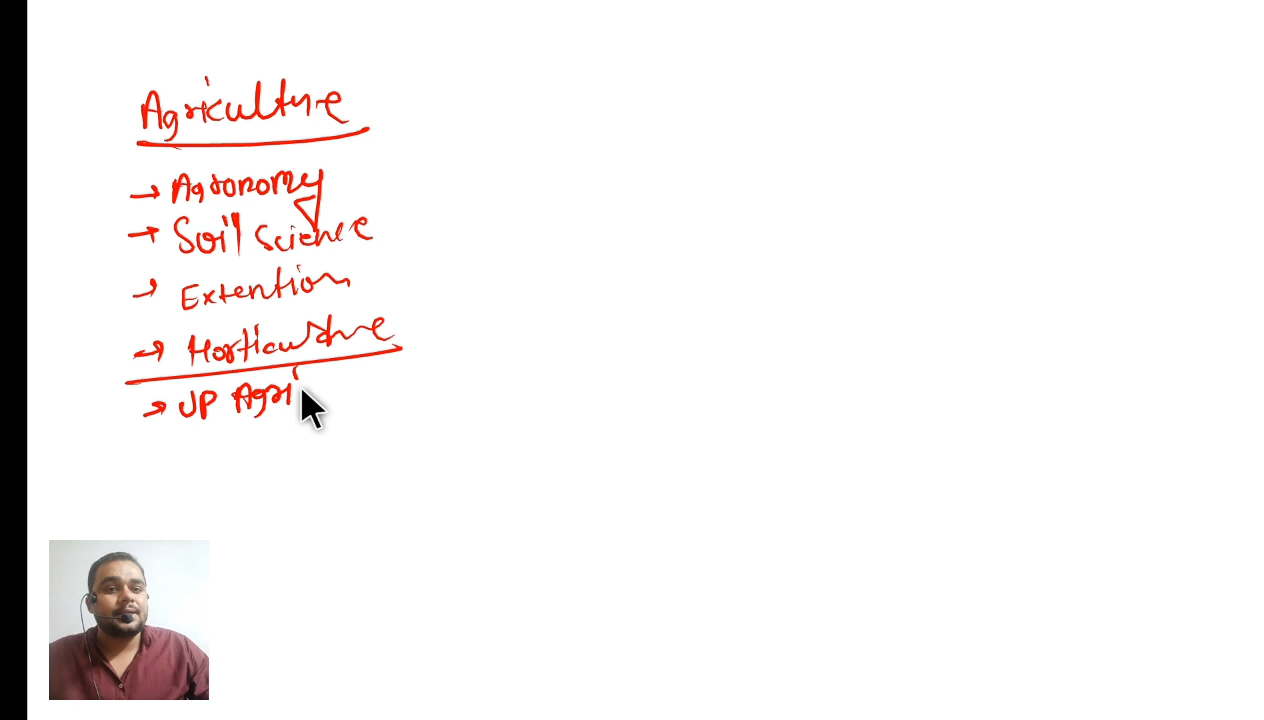 Agriculture
→ Agronomy
→ Soil Science
→ Extention
→ Horticulture
→ UP Agri